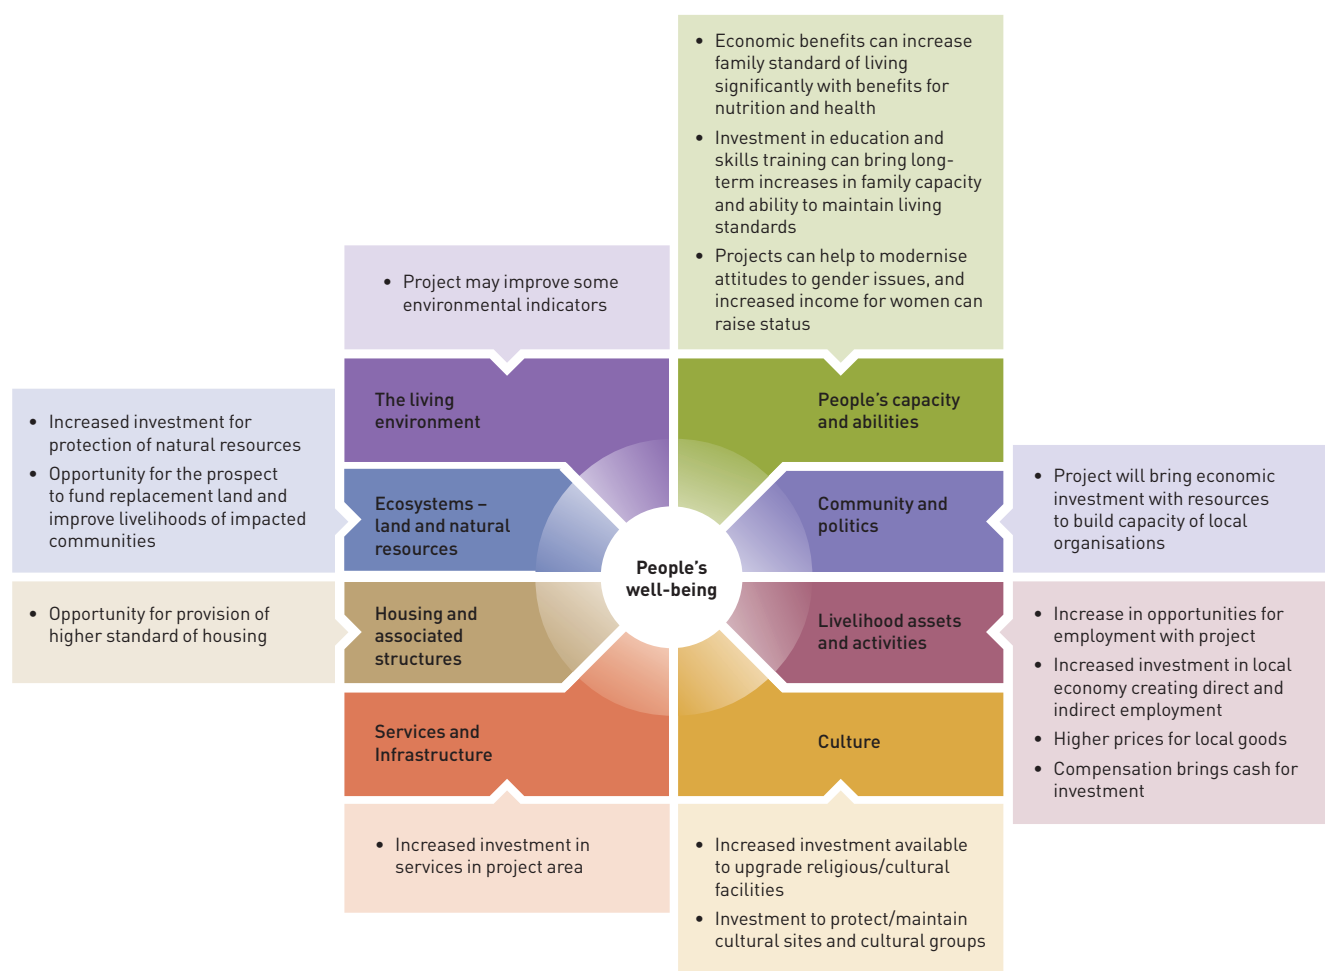 • Economic benefits can increase
family standard of living
significantly with benefits for
nutrition and health
• Investment in education and
skills training can bring long-
term increases in family capacity
and ability to maintain living
standards
• Projects can help to modernise
attitudes to gender issues, and
increased income for women can
raise status
• Project may improve some
environmental indicators
The living
environment
People's capacity
and abilities
• Increased investment for
protection of natural resources
• Opportunity for the prospect
to fund replacement land and
improve livelihoods of impacted
communities
Ecosystems –
land and natural
resources
Community and
politics
• Project will bring economic
investment with resources
to build capacity of local
organisations
People's
well-being
• Opportunity for provision of
higher standard of housing
Housing and
associated
structures
Livelihood assets
and activities
• Increase in opportunities for
employment with project
• Increased investment in local
economy creating direct and
indirect employment
• Higher prices for local goods
• Compensation brings cash for
investment
Services and
Infrastructure
Culture
• Increased investment in
services in project area
• Increased investment available
to upgrade religious/cultural
facilities
• Investment to protect/maintain
cultural sites and cultural groups